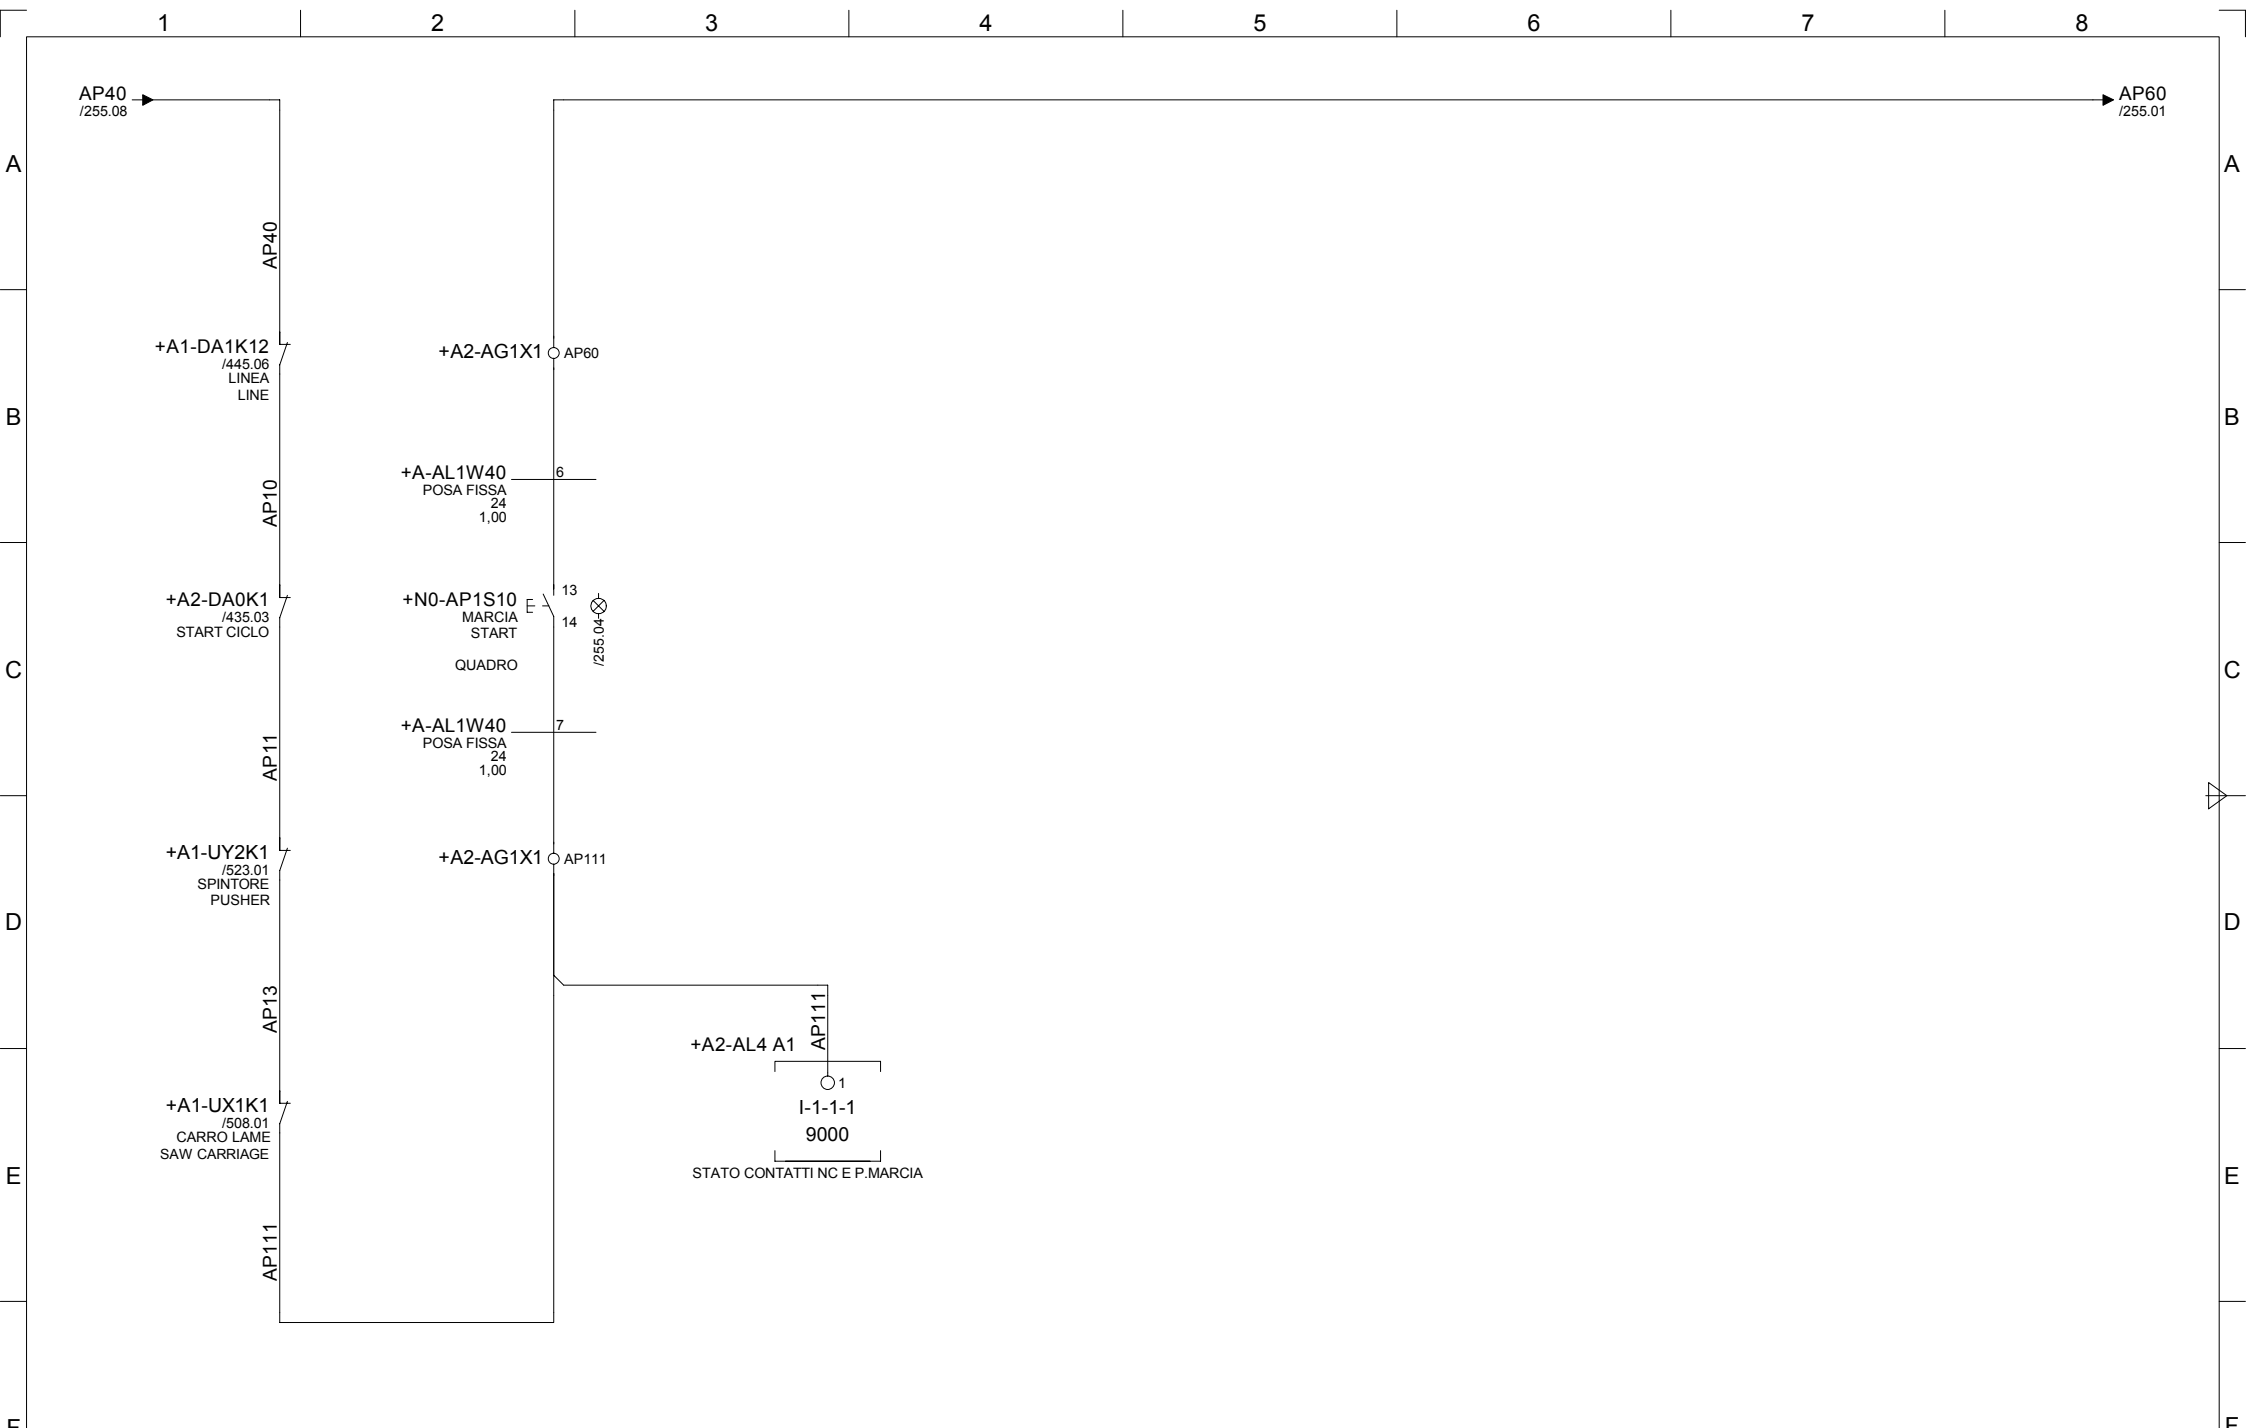 1 2 3 4 5 6 7 8
AP40
/255.08
AP60
/255.01
A
A
AP40
+A1-DA1K12
/445.06
LINEA
LINE
+A2-AG1X1
AP60
B
B
+A-AL1W40
6
POSA FISSA
24
1,00
AP10
+A2-DA0K1
/435.03
START CICLO
+N0-AP1S10
13
14
MARCIA
START
QUADRO
/255.04
C
C
+A-AL1W40
7
POSA FISSA
24
1,00
AP11
+A1-UY2K1
/523.01
SPINTORE
PUSHER
+A2-AG1X1
AP111
D
D
AP13
AP111
+A2-AL4 A1
1
I-1-1-1
9000
STATO CONTATTI NC E P.MARCIA
+A1-UX1K1
/508.01
CARRO LAME
SAW CARRIAGE
E
E
AP111